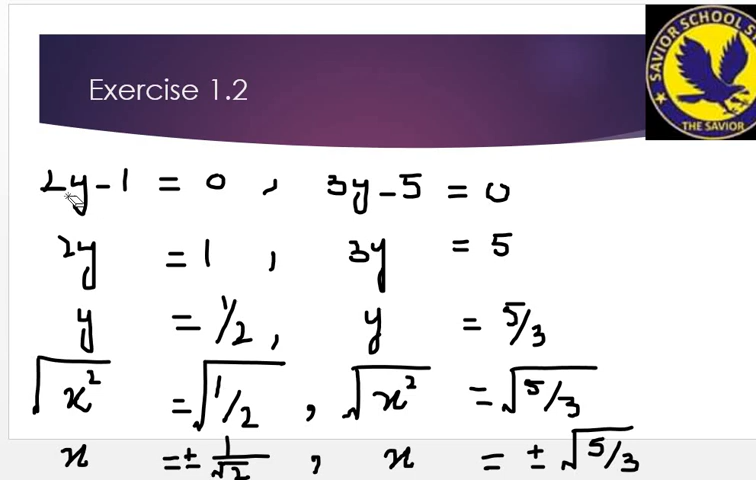 Exercise 1.2
SAVIOR SCHOOL
THE SAVIOR
2y - 1 = 0 , 3y - 5 = 0
2y = 1 , 3y = 5
y = 1/2 , y = 5/3
√x² = √1/2 , √x² = √5/3
x = ± 1/√2 , x = ± √5/3